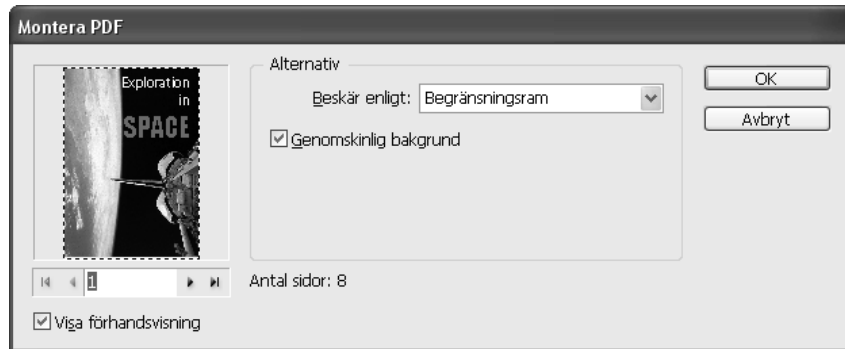 Montera PDF
Exploration
in
SPACE
Alternativ
Beskär enligt: Begränsningsram
Genomskinlig bakgrund
OK
Avbryt
1
Antal sidor: 8
Visa förhandsvisning